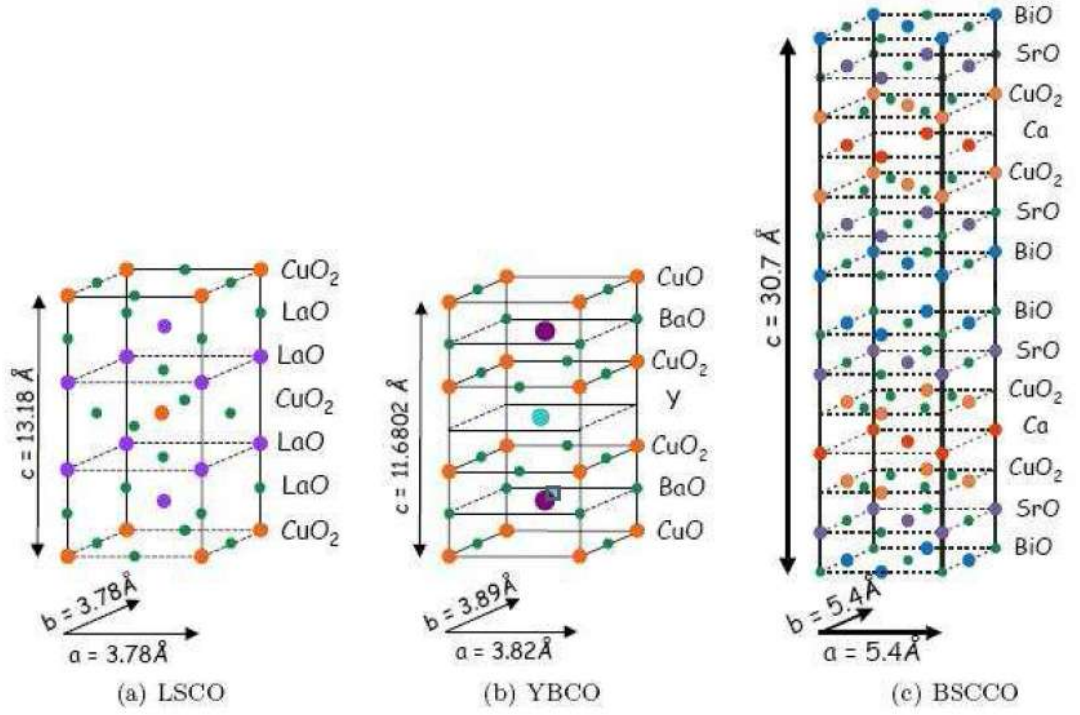 CuO₂
LaO
LaO
CuO₂
LaO
LaO
CuO₂
c = 13.18 Å
b = 3.78Å
a = 3.78Å
(a) LSCO
CuO
BaO
CuO₂
Y
CuO₂
BaO
CuO
c = 11.6802 Å
b = 3.89Å
a = 3.82Å
(b) YBCO
BiO
SrO
CuO₂
Ca
CuO₂
SrO
BiO
BiO
SrO
CuO₂
Ca
CuO₂
SrO
BiO
c = 30.7 Å
b = 5.4Å
a = 5.4Å
(c) BSCCO